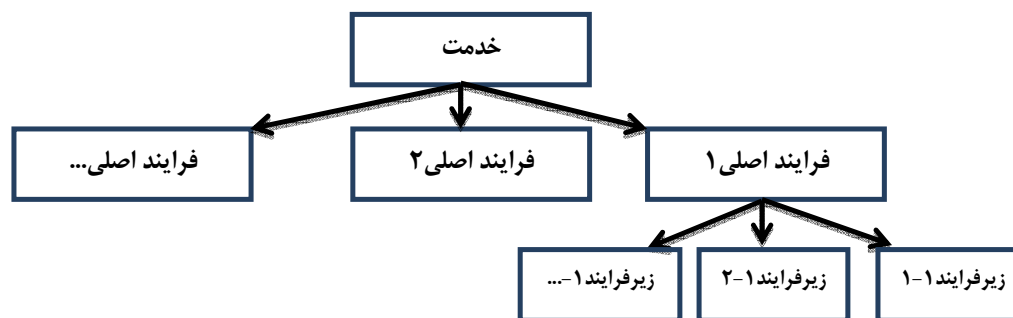 خدمت
فرایند اصلی۱
فرایند اصلی۲
فرایند اصلی...
زیرفرایند۱-۱
زیرفرایند۱-۲
زیرفرایند۱-...